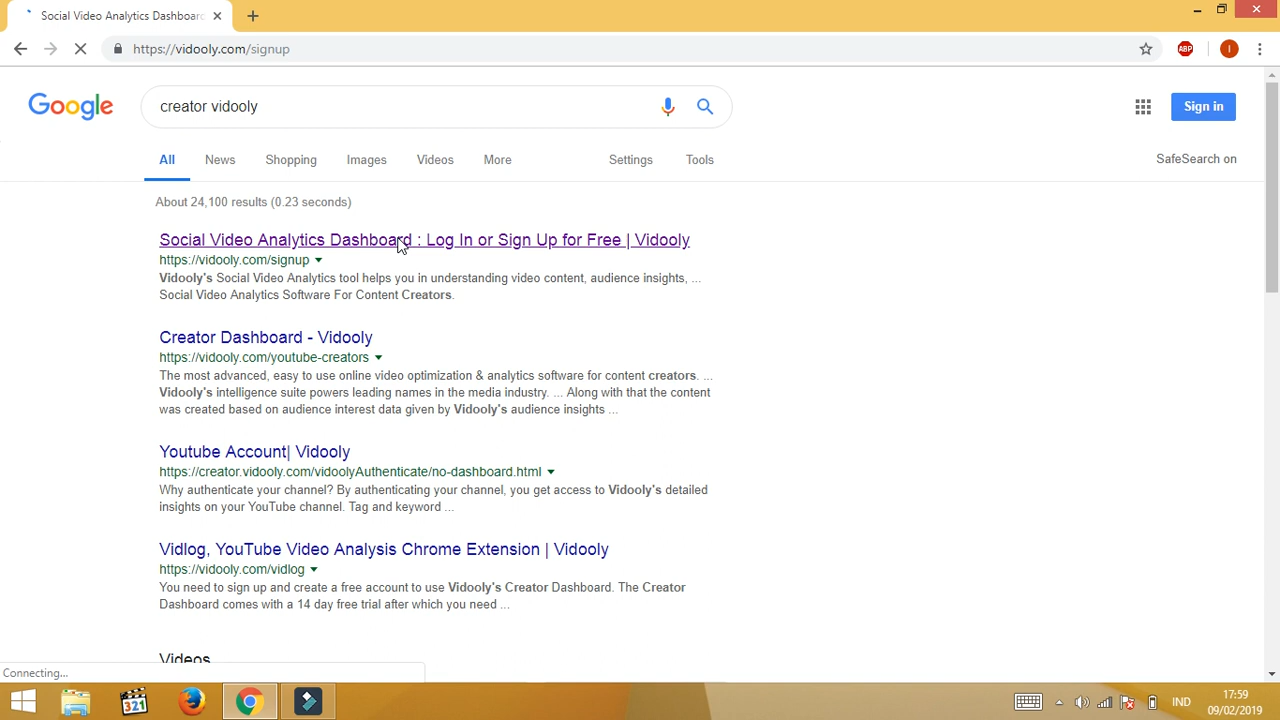 Social Video Analytics Dashboard
https://vidooly.com/signup
ABP
I
Google
creator vidooly
Sign in
All
News
Shopping
Images
Videos
More
Settings
Tools
SafeSearch on
About 24,100 results (0.23 seconds)
Social Video Analytics Dashboard : Log In or Sign Up for Free | Vidooly
https://vidooly.com/signup
Vidooly's Social Video Analytics tool helps you in understanding video content, audience insights, ...
Social Video Analytics Software For Content Creators.
Creator Dashboard - Vidooly
https://vidooly.com/youtube-creators
The most advanced, easy to use online video optimization & analytics software for content creators. ...
Vidooly's intelligence suite powers leading names in the media industry. ... Along with that the content
was created based on audience interest data given by Vidooly's audience insights ...
Youtube Account| Vidooly
https://creator.vidooly.com/vidoolyAuthenticate/no-dashboard.html
Why authenticate your channel? By authenticating your channel, you get access to Vidooly's detailed
insights on your YouTube channel. Tag and keyword ...
Vidlog, YouTube Video Analysis Chrome Extension | Vidooly
https://vidooly.com/vidlog
You need to sign up and create a free account to use Vidooly's Creator Dashboard. The Creator
Dashboard comes with a 14 day free trial after which you need ...
Videos
Connecting...
321
IND
17:59
09/02/2019